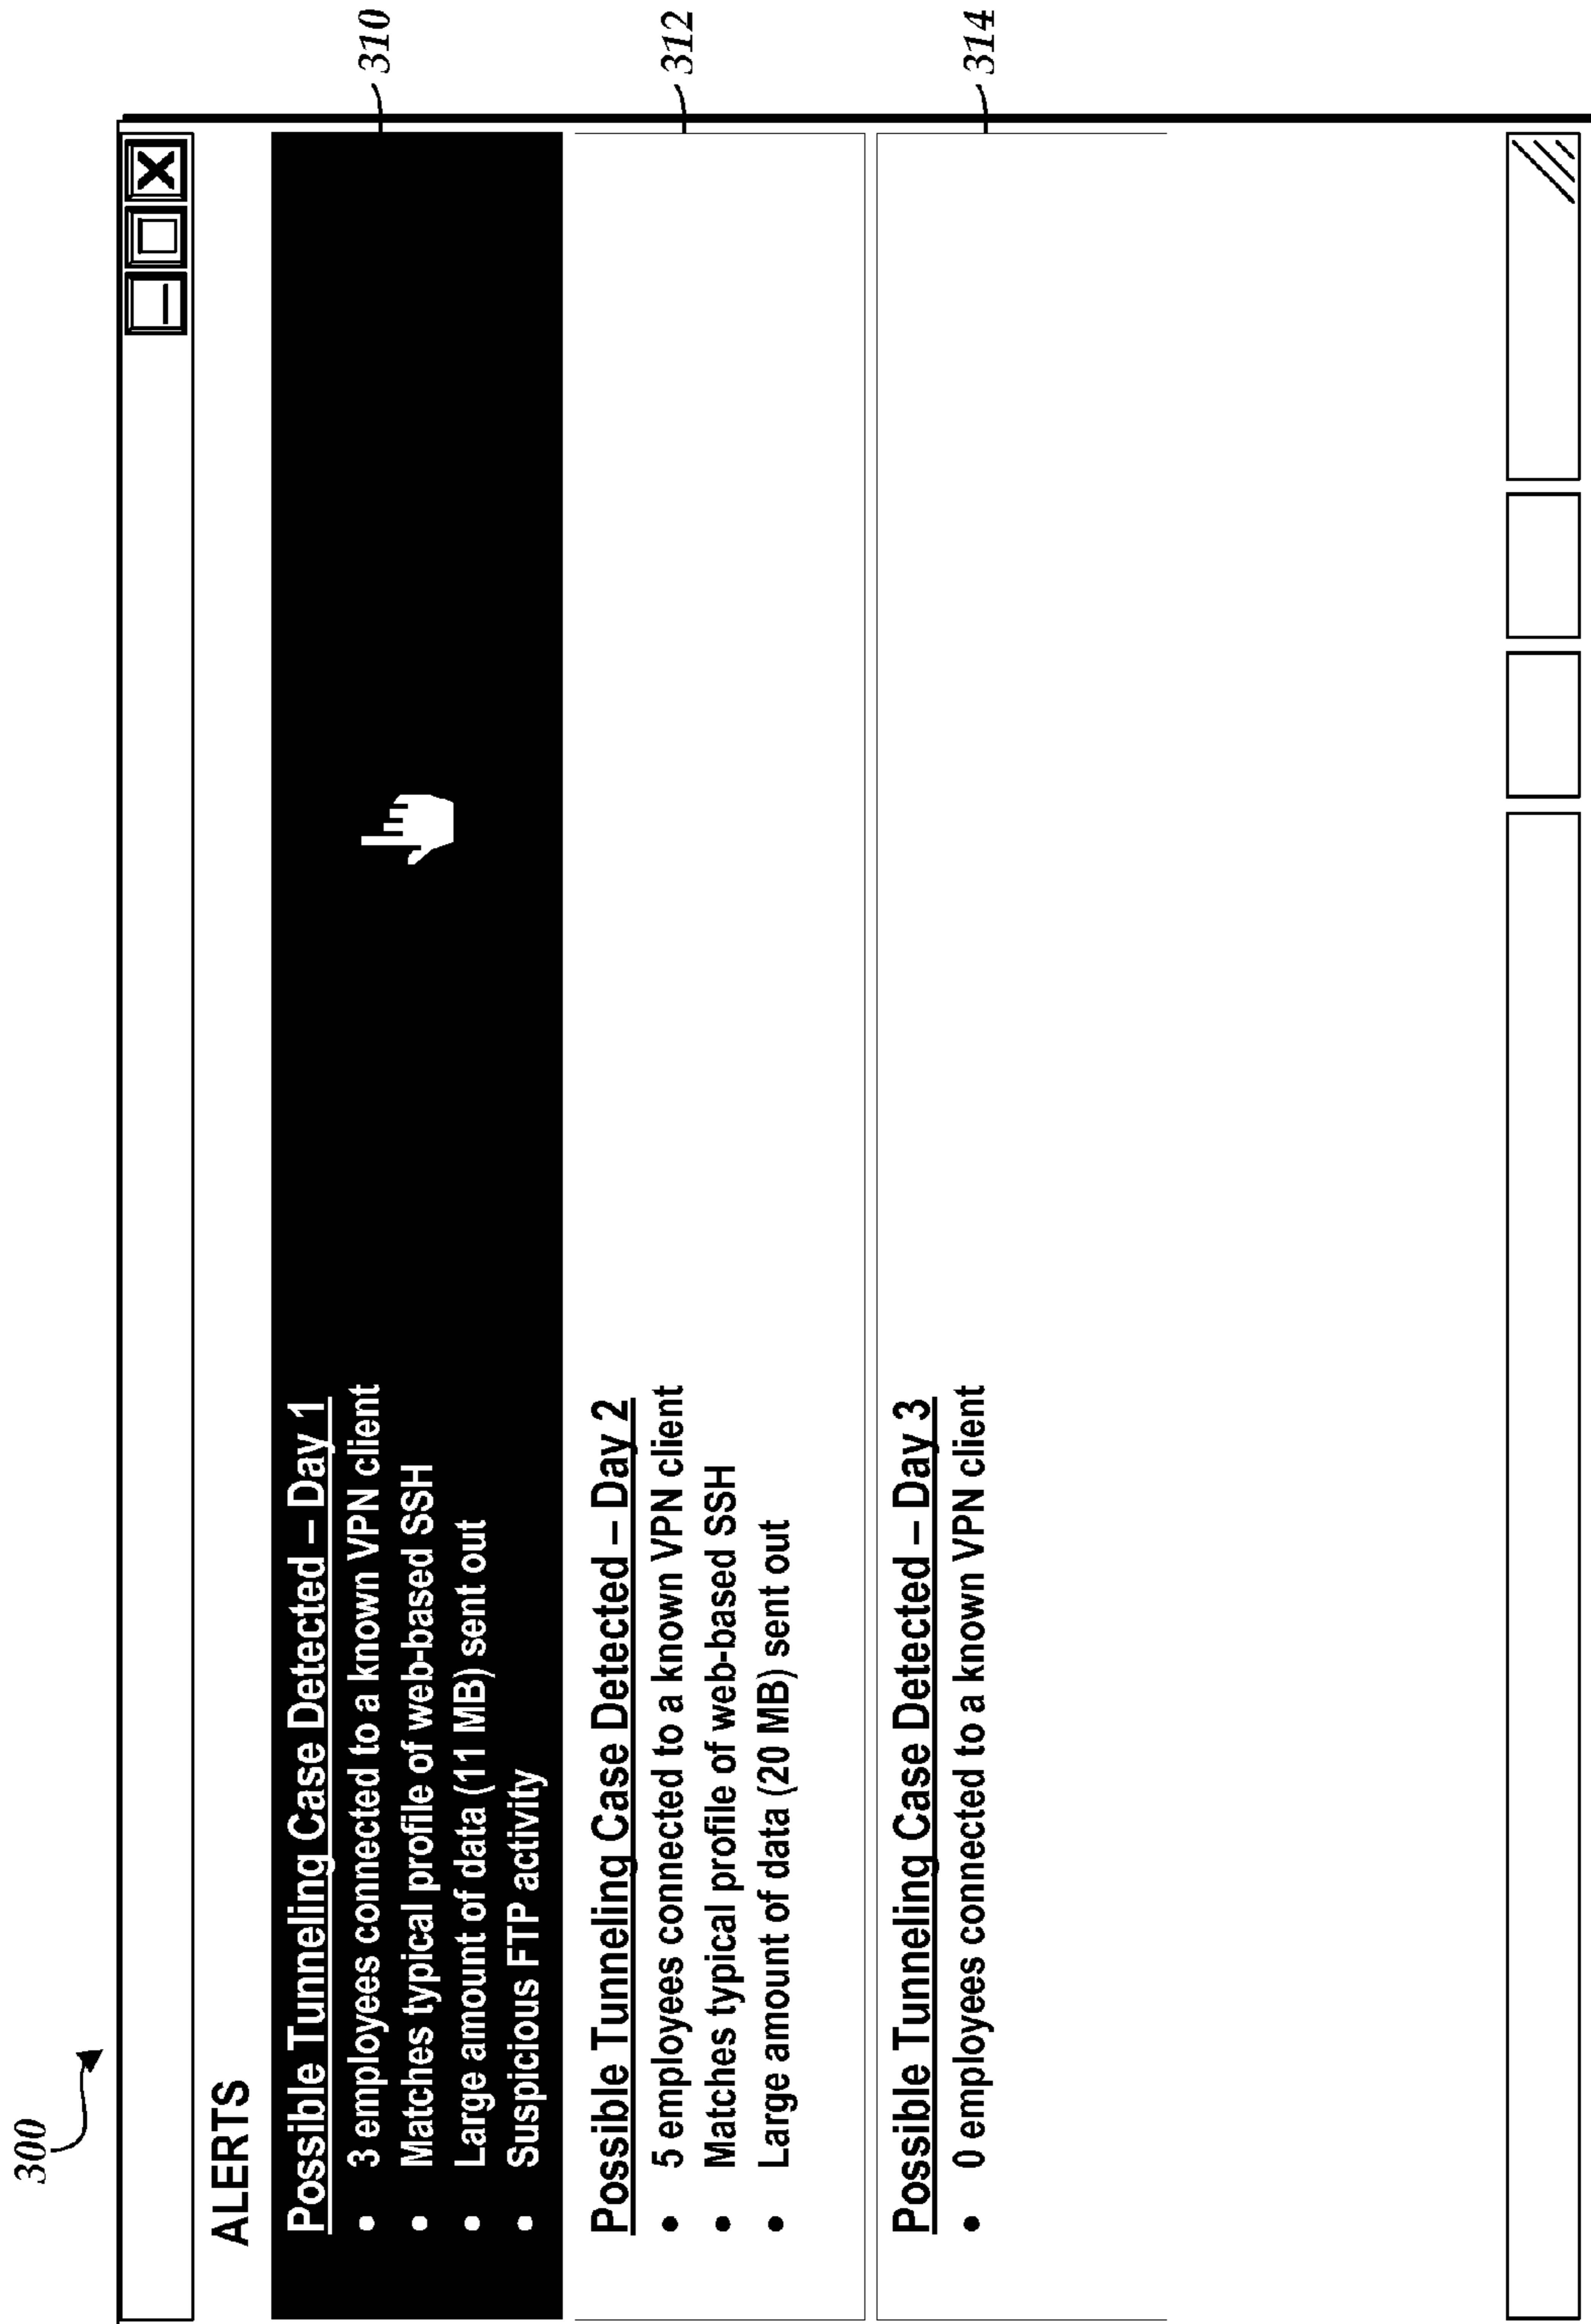 300
ALERTS
Possible Tunneling Case Detected – Day 1
• 3 employees connected to a known VPN client
• Matches typical profile of web-based SSH
• Large amount of data (11 MB) sent out
• Suspicious FTP activity
310
Possible Tunneling Case Detected – Day 2
• 5 employees connected to a known VPN client
• Matches typical profile of web-based SSH
• Large amount of data (20 MB) sent out
312
Possible Tunneling Case Detected – Day 3
• 0 employees connected to a known VPN client
314